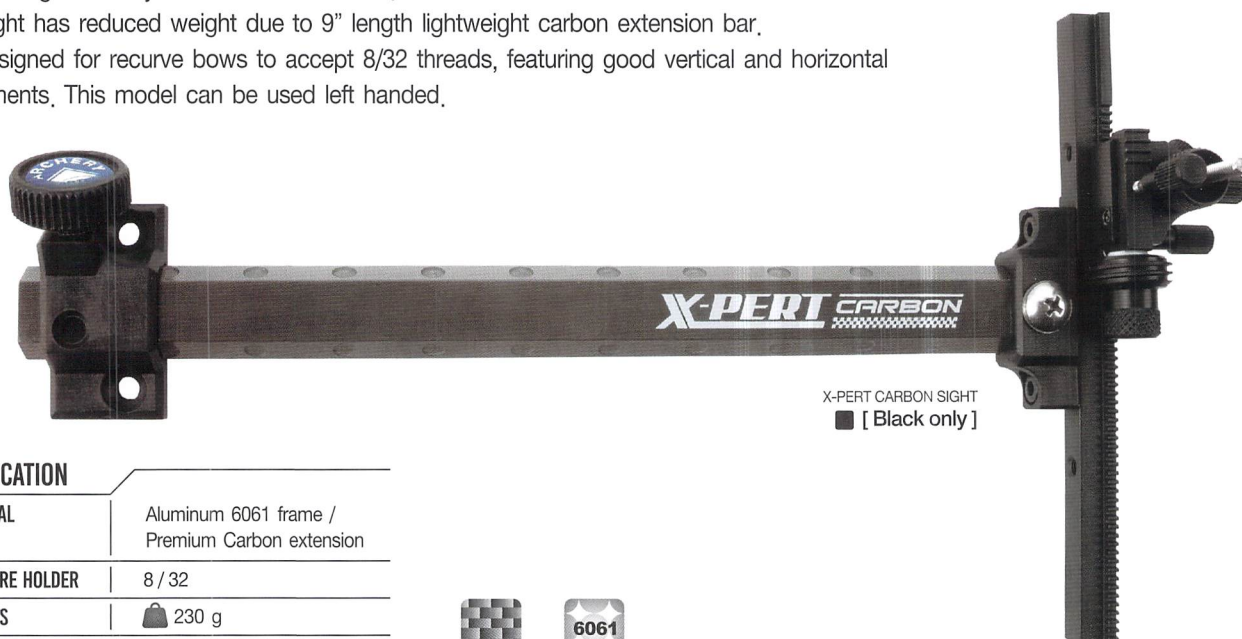 ght has reduced weight due to 9” length lightweight carbon extension bar.
signed for recurve bows to accept 8/32 threads, featuring good vertical and horizontal
nents. This model can be used left handed.
ARCHERY
X-PERT CARBON
X-PERT CARBON SIGHT
[ Black only ]
CATION
AL
Aluminum 6061 frame /
Premium Carbon extension
RE HOLDER
8 / 32
S
230 g
6061